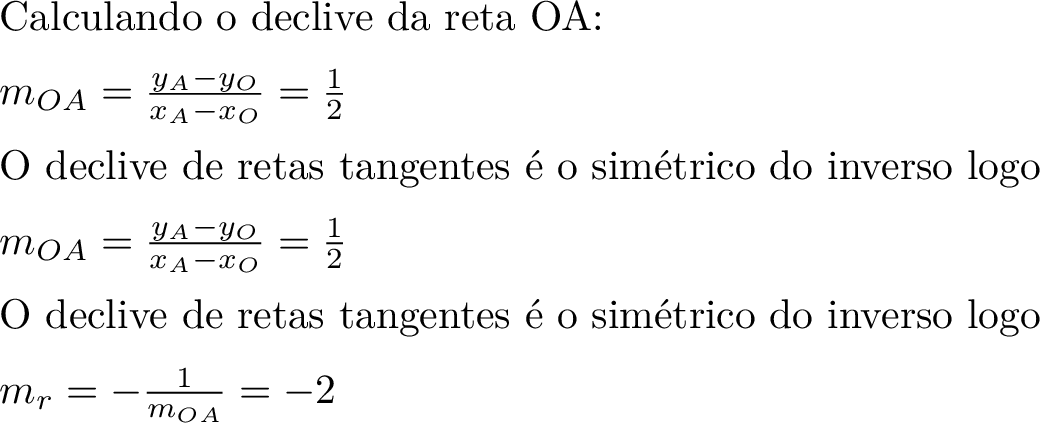 Calculando o declive da reta OA:
$m_{OA} = \frac{y_A - y_O}{x_A - x_O} = \frac{1}{2}$
O declive de retas tangentes é o simétrico do inverso logo
$m_{OA} = \frac{y_A - y_O}{x_A - x_O} = \frac{1}{2}$
O declive de retas tangentes é o simétrico do inverso logo
$m_r = -\frac{1}{m_{OA}} = -2$